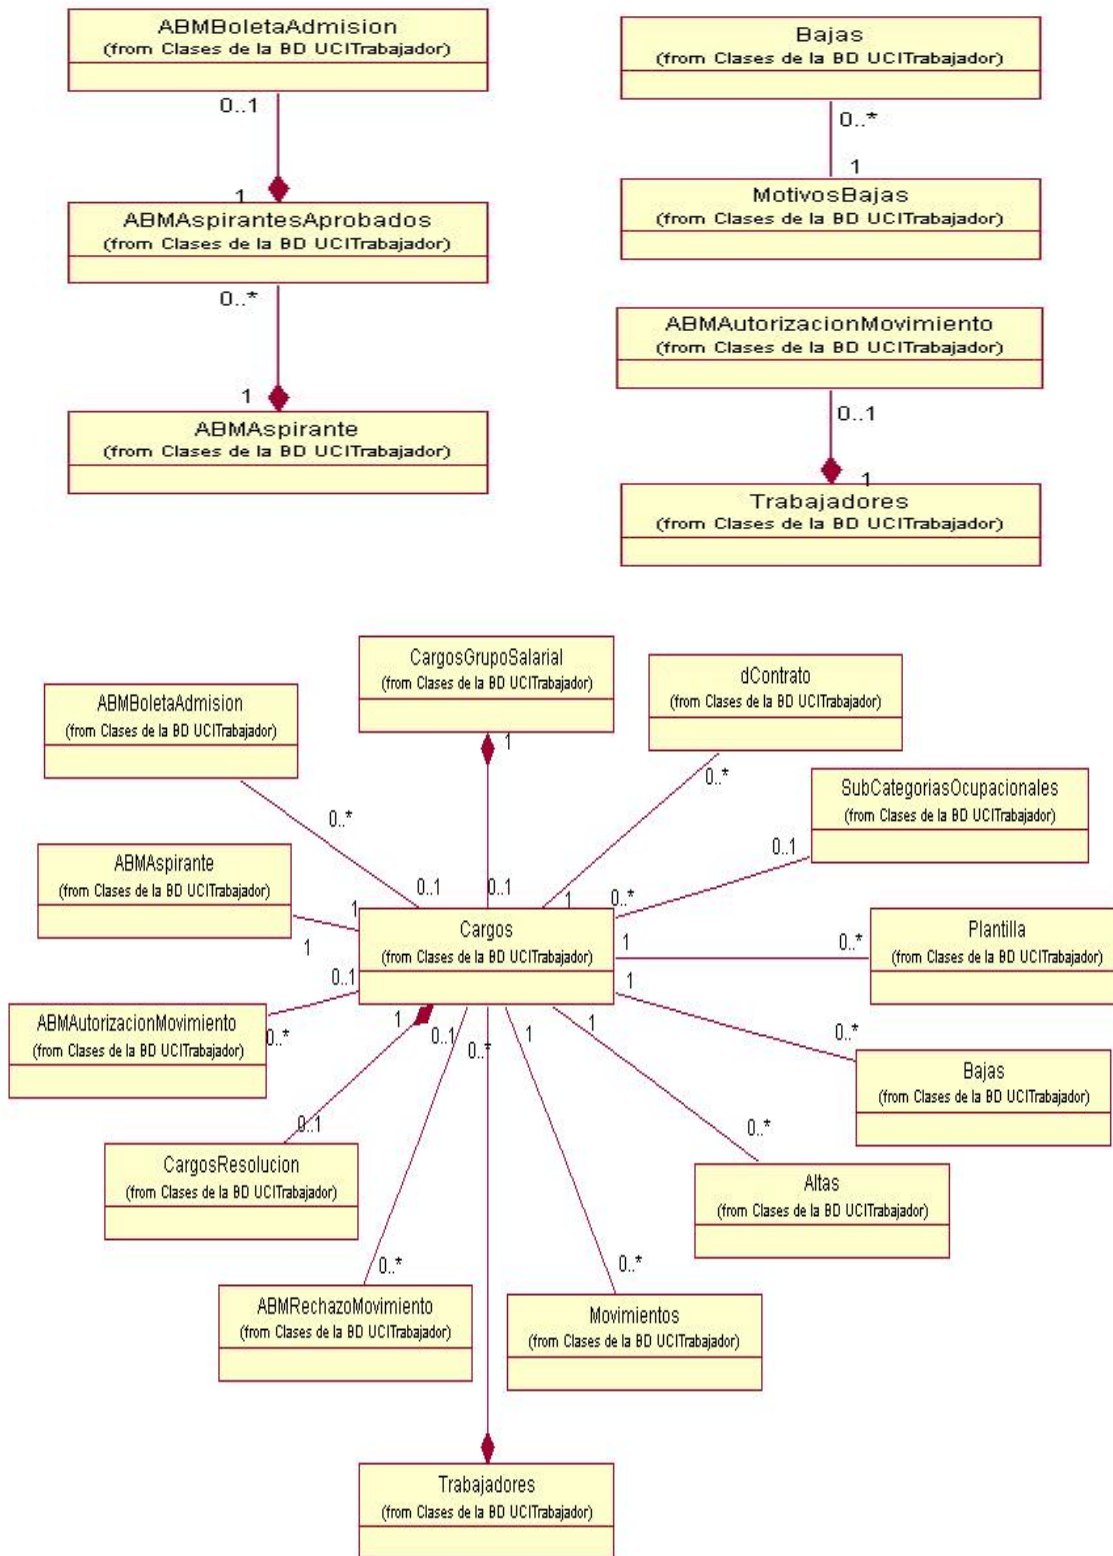 ABMBoletaAdmision
(from Clases de la BD UCITrabajador)
0..1
1
ABMAspirantesAprobados
(from Clases de la BD UCITrabajador)
0..*
1
ABMAspirante
(from Clases de la BD UCITrabajador)
Bajas
(from Clases de la BD UCITrabajador)
0..*
1
MotivosBajas
(from Clases de la BD UCITrabajador)
ABMAutorizacionMovimiento
(from Clases de la BD UCITrabajador)
0..1
1
Trabajadores
(from Clases de la BD UCITrabajador)
CargosGrupoSalarial
(from Clases de la BD UCITrabajador)
1
0..1
dContrato
(from Clases de la BD UCITrabajador)
0..*
1
ABMBoletaAdmision
(from Clases de la BD UCITrabajador)
0..*
0..1
SubCategoriasOcupacionales
(from Clases de la BD UCITrabajador)
0..1
0..*
ABMAspirante
(from Clases de la BD UCITrabajador)
1
1
Cargos
(from Clases de la BD UCITrabajador)
1
0..*
Plantilla
(from Clases de la BD UCITrabajador)
0..1
0..*
ABMAutorizacionMovimiento
(from Clases de la BD UCITrabajador)
1
0..*
Bajas
(from Clases de la BD UCITrabajador)
1
0..1
CargosResolucion
(from Clases de la BD UCITrabajador)
1
0..*
Altas
(from Clases de la BD UCITrabajador)
0..1
0..*
ABMRechazoMovimiento
(from Clases de la BD UCITrabajador)
1
0..*
Movimientos
(from Clases de la BD UCITrabajador)
0..*
Trabajadores
(from Clases de la BD UCITrabajador)